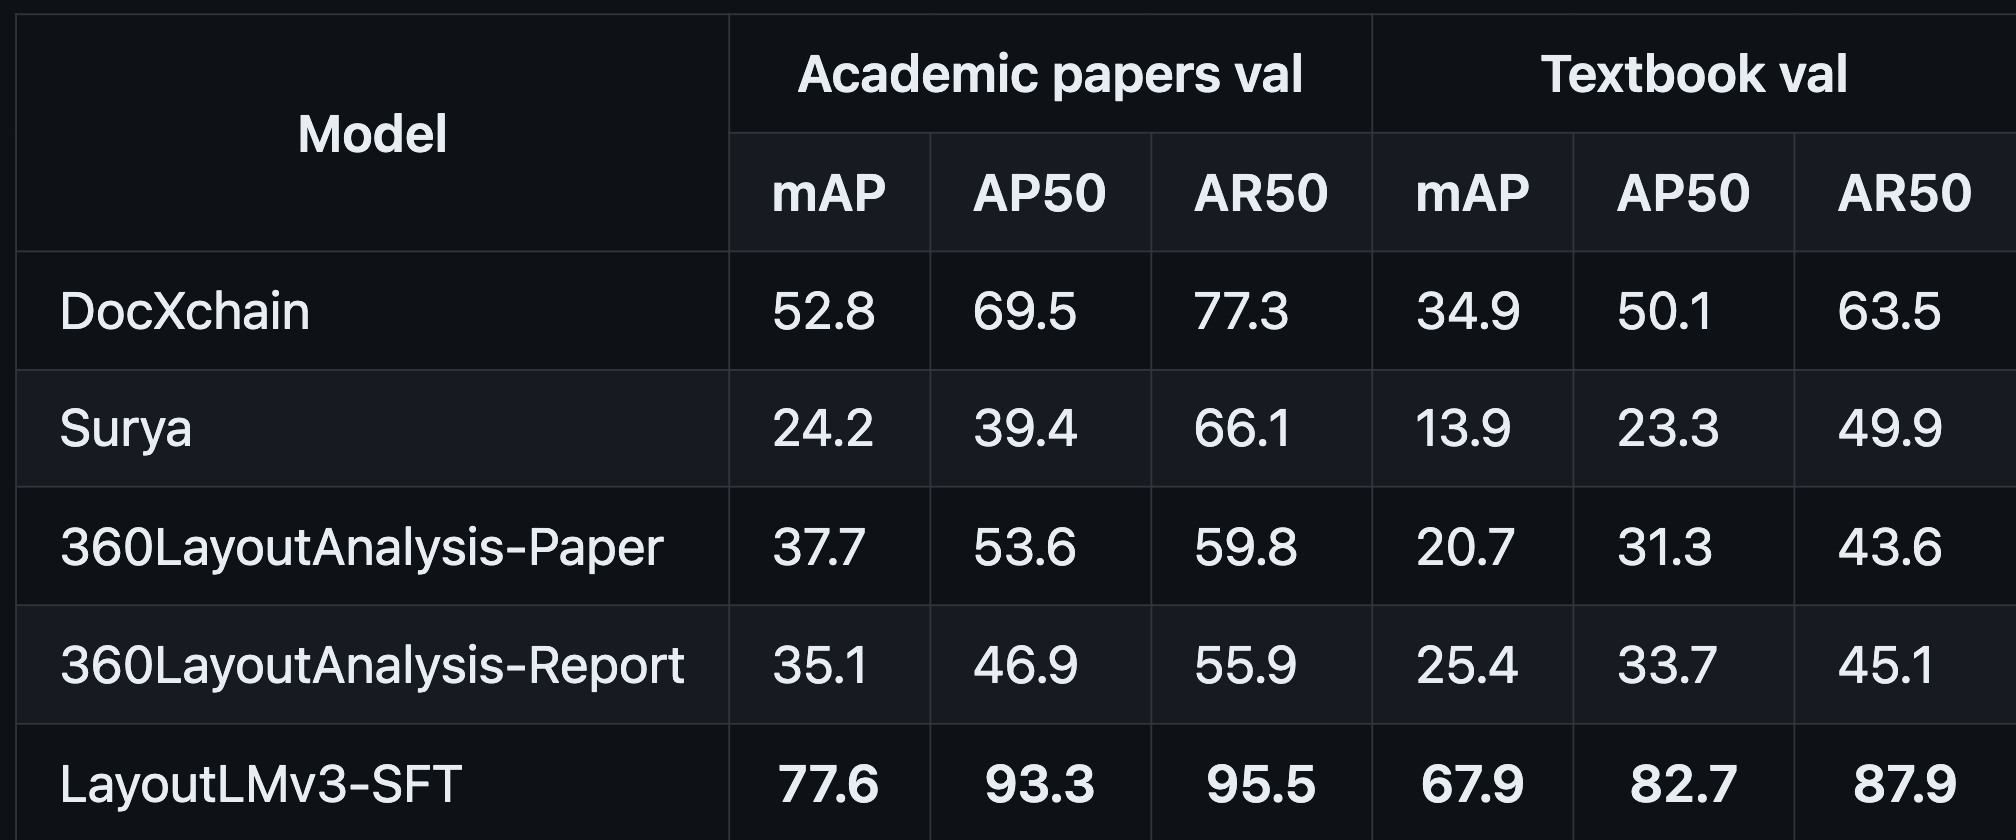 Model Academic papers val Textbook val
mAP AP50 AR50 mAP AP50 AR50
DocXchain 52.8 69.5 77.3 34.9 50.1 63.5
Surya 24.2 39.4 66.1 13.9 23.3 49.9
360LayoutAnalysis-Paper 37.7 53.6 59.8 20.7 31.3 43.6
360LayoutAnalysis-Report 35.1 46.9 55.9 25.4 33.7 45.1
LayoutLMv3-SFT 77.6 93.3 95.5 67.9 82.7 87.9